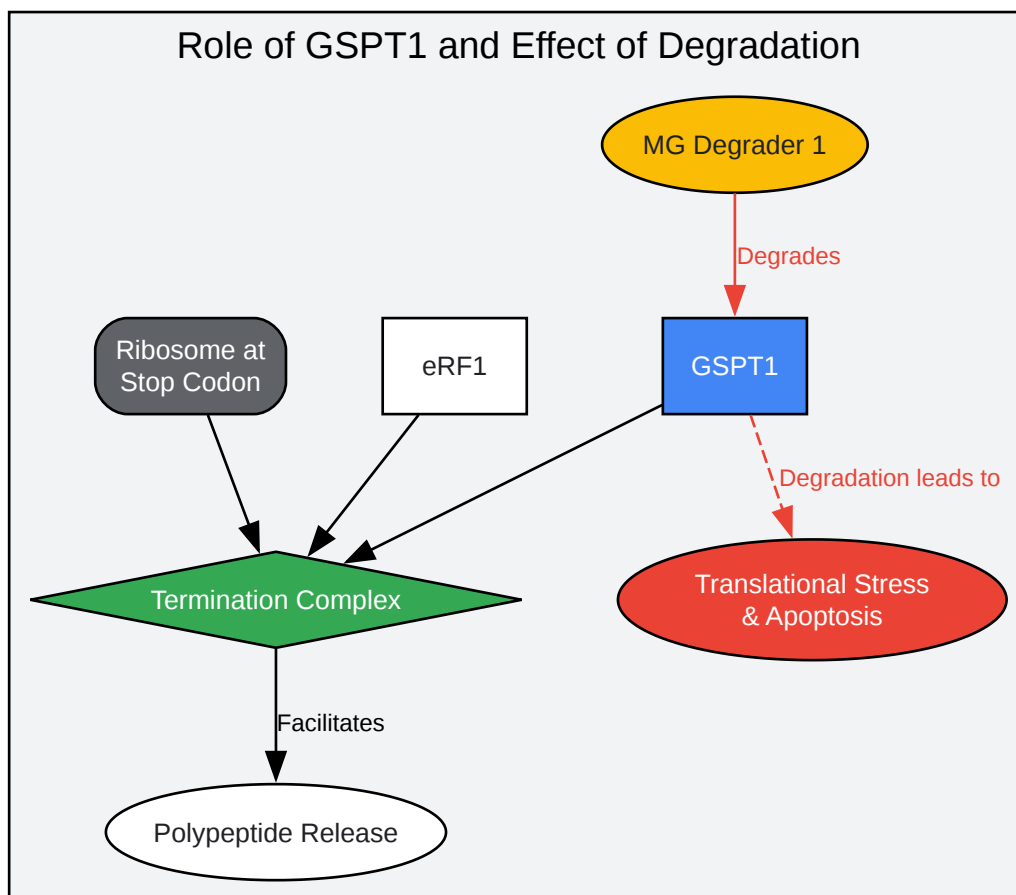 Role of GSPT1 and Effect of Degradation
MG Degrader 1
Degrades
Ribosome at
Stop Codon
eRF1
GSPT1
Degradation leads to
Termination Complex
Translational Stress
& Apoptosis
Facilitates
Polypeptide Release